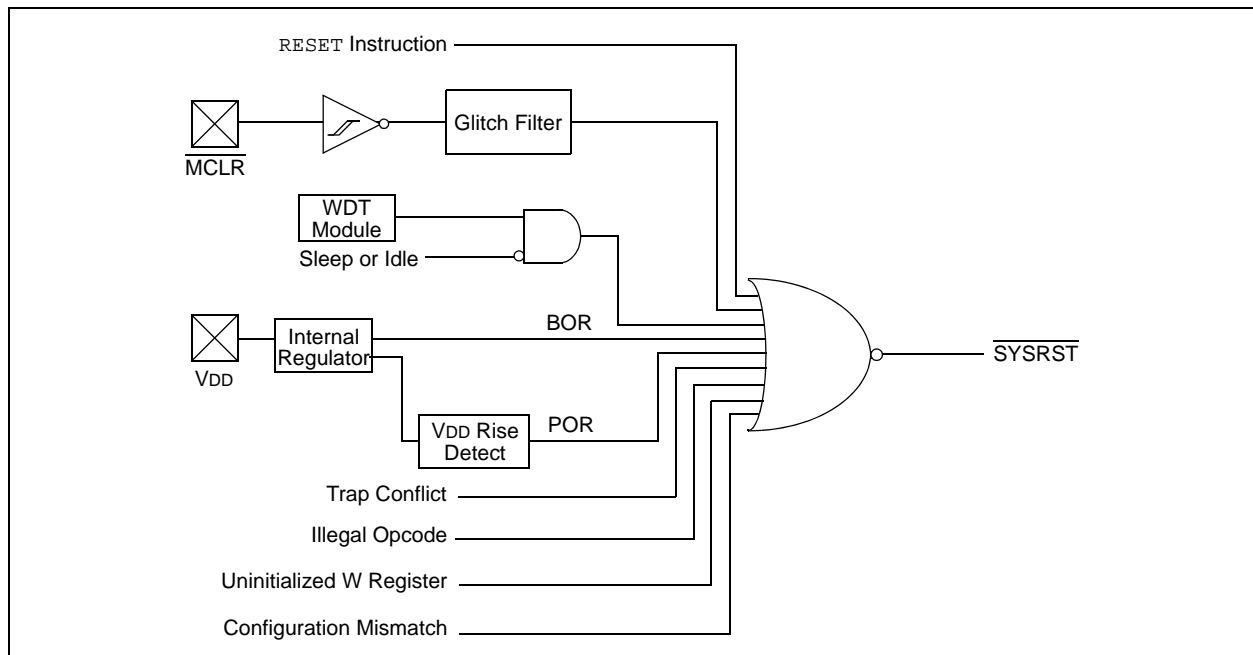 RESET Instruction
MCLR
Glitch Filter
WDT
Module
Sleep or Idle
VDD
Internal
Regulator
BOR
VDD Rise
Detect
POR
SYSRST
Trap Conflict
Illegal Opcode
Uninitialized W Register
Configuration Mismatch